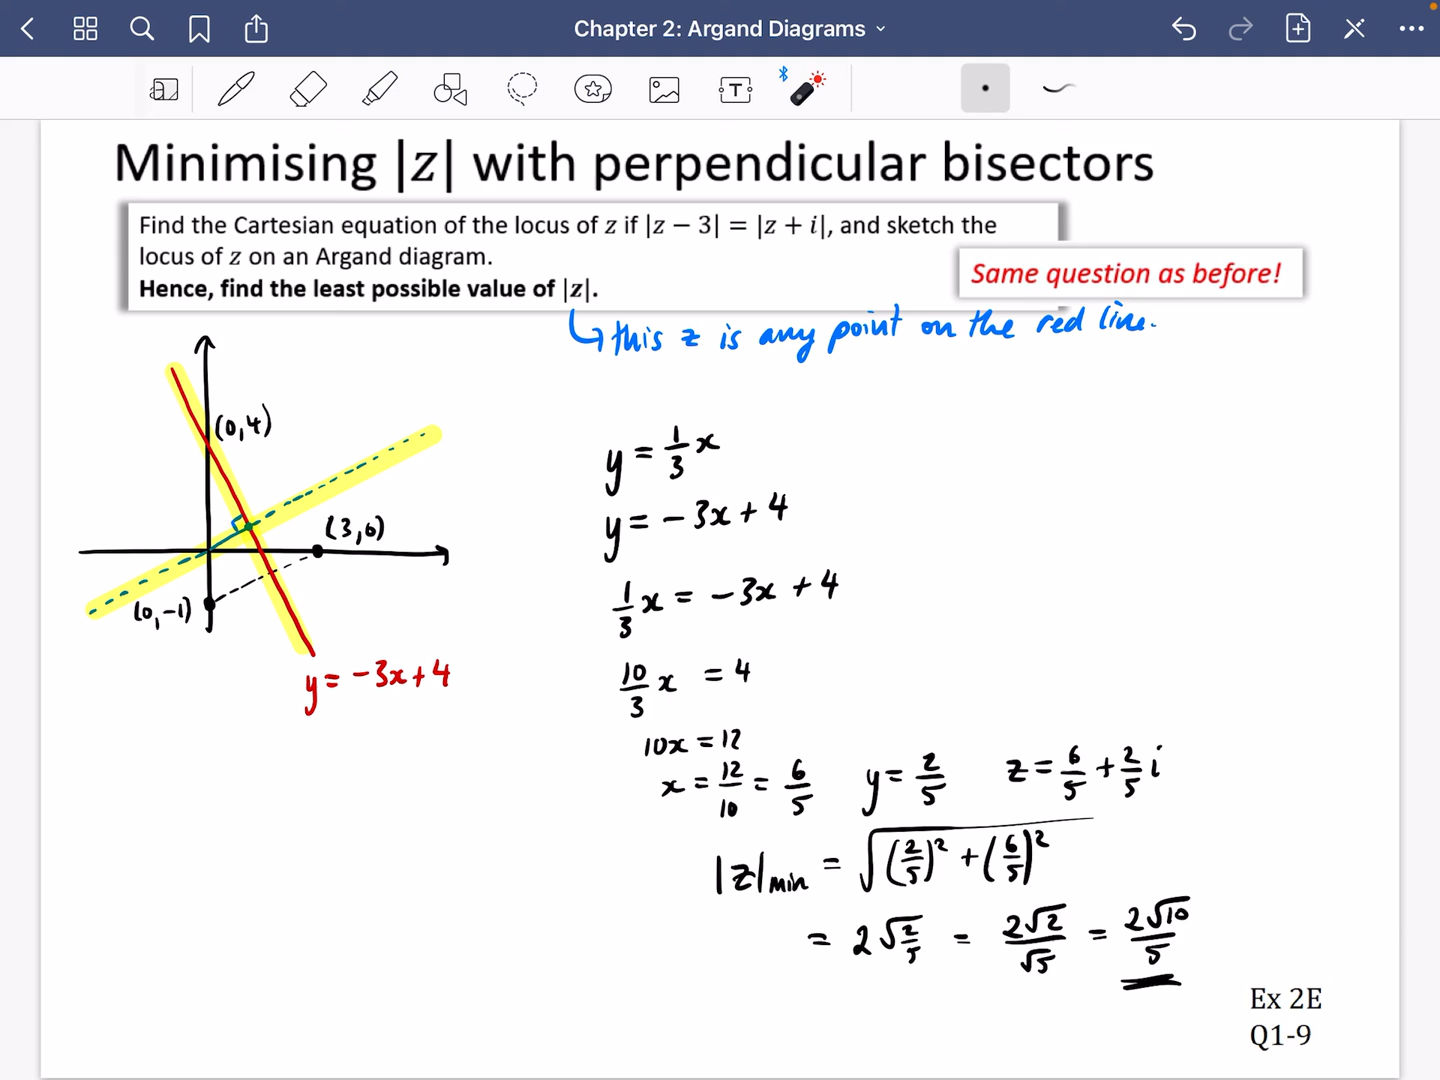 Chapter 2: Argand Diagrams
Minimising |z| with perpendicular bisectors
Find the Cartesian equation of the locus of z if |z − 3| = |z + i|, and sketch the
locus of z on an Argand diagram.
Hence, find the least possible value of |z|.
Same question as before!
this z is any point on the red line.
(0,4)
(3,0)
(0,-1)
y = -3x+4
y = 1/3 x
y = -3x + 4
1/3 x = -3x + 4
10/3 x = 4
10x = 12
x = 12/10 = 6/5 y = 2/5 z = 6/5 + 2/5 i
|z|min = √((2/5)² + (6/5)²)
= 2√(2/5) = 2√2/√5 = 2√10/5
Ex 2E
Q1-9